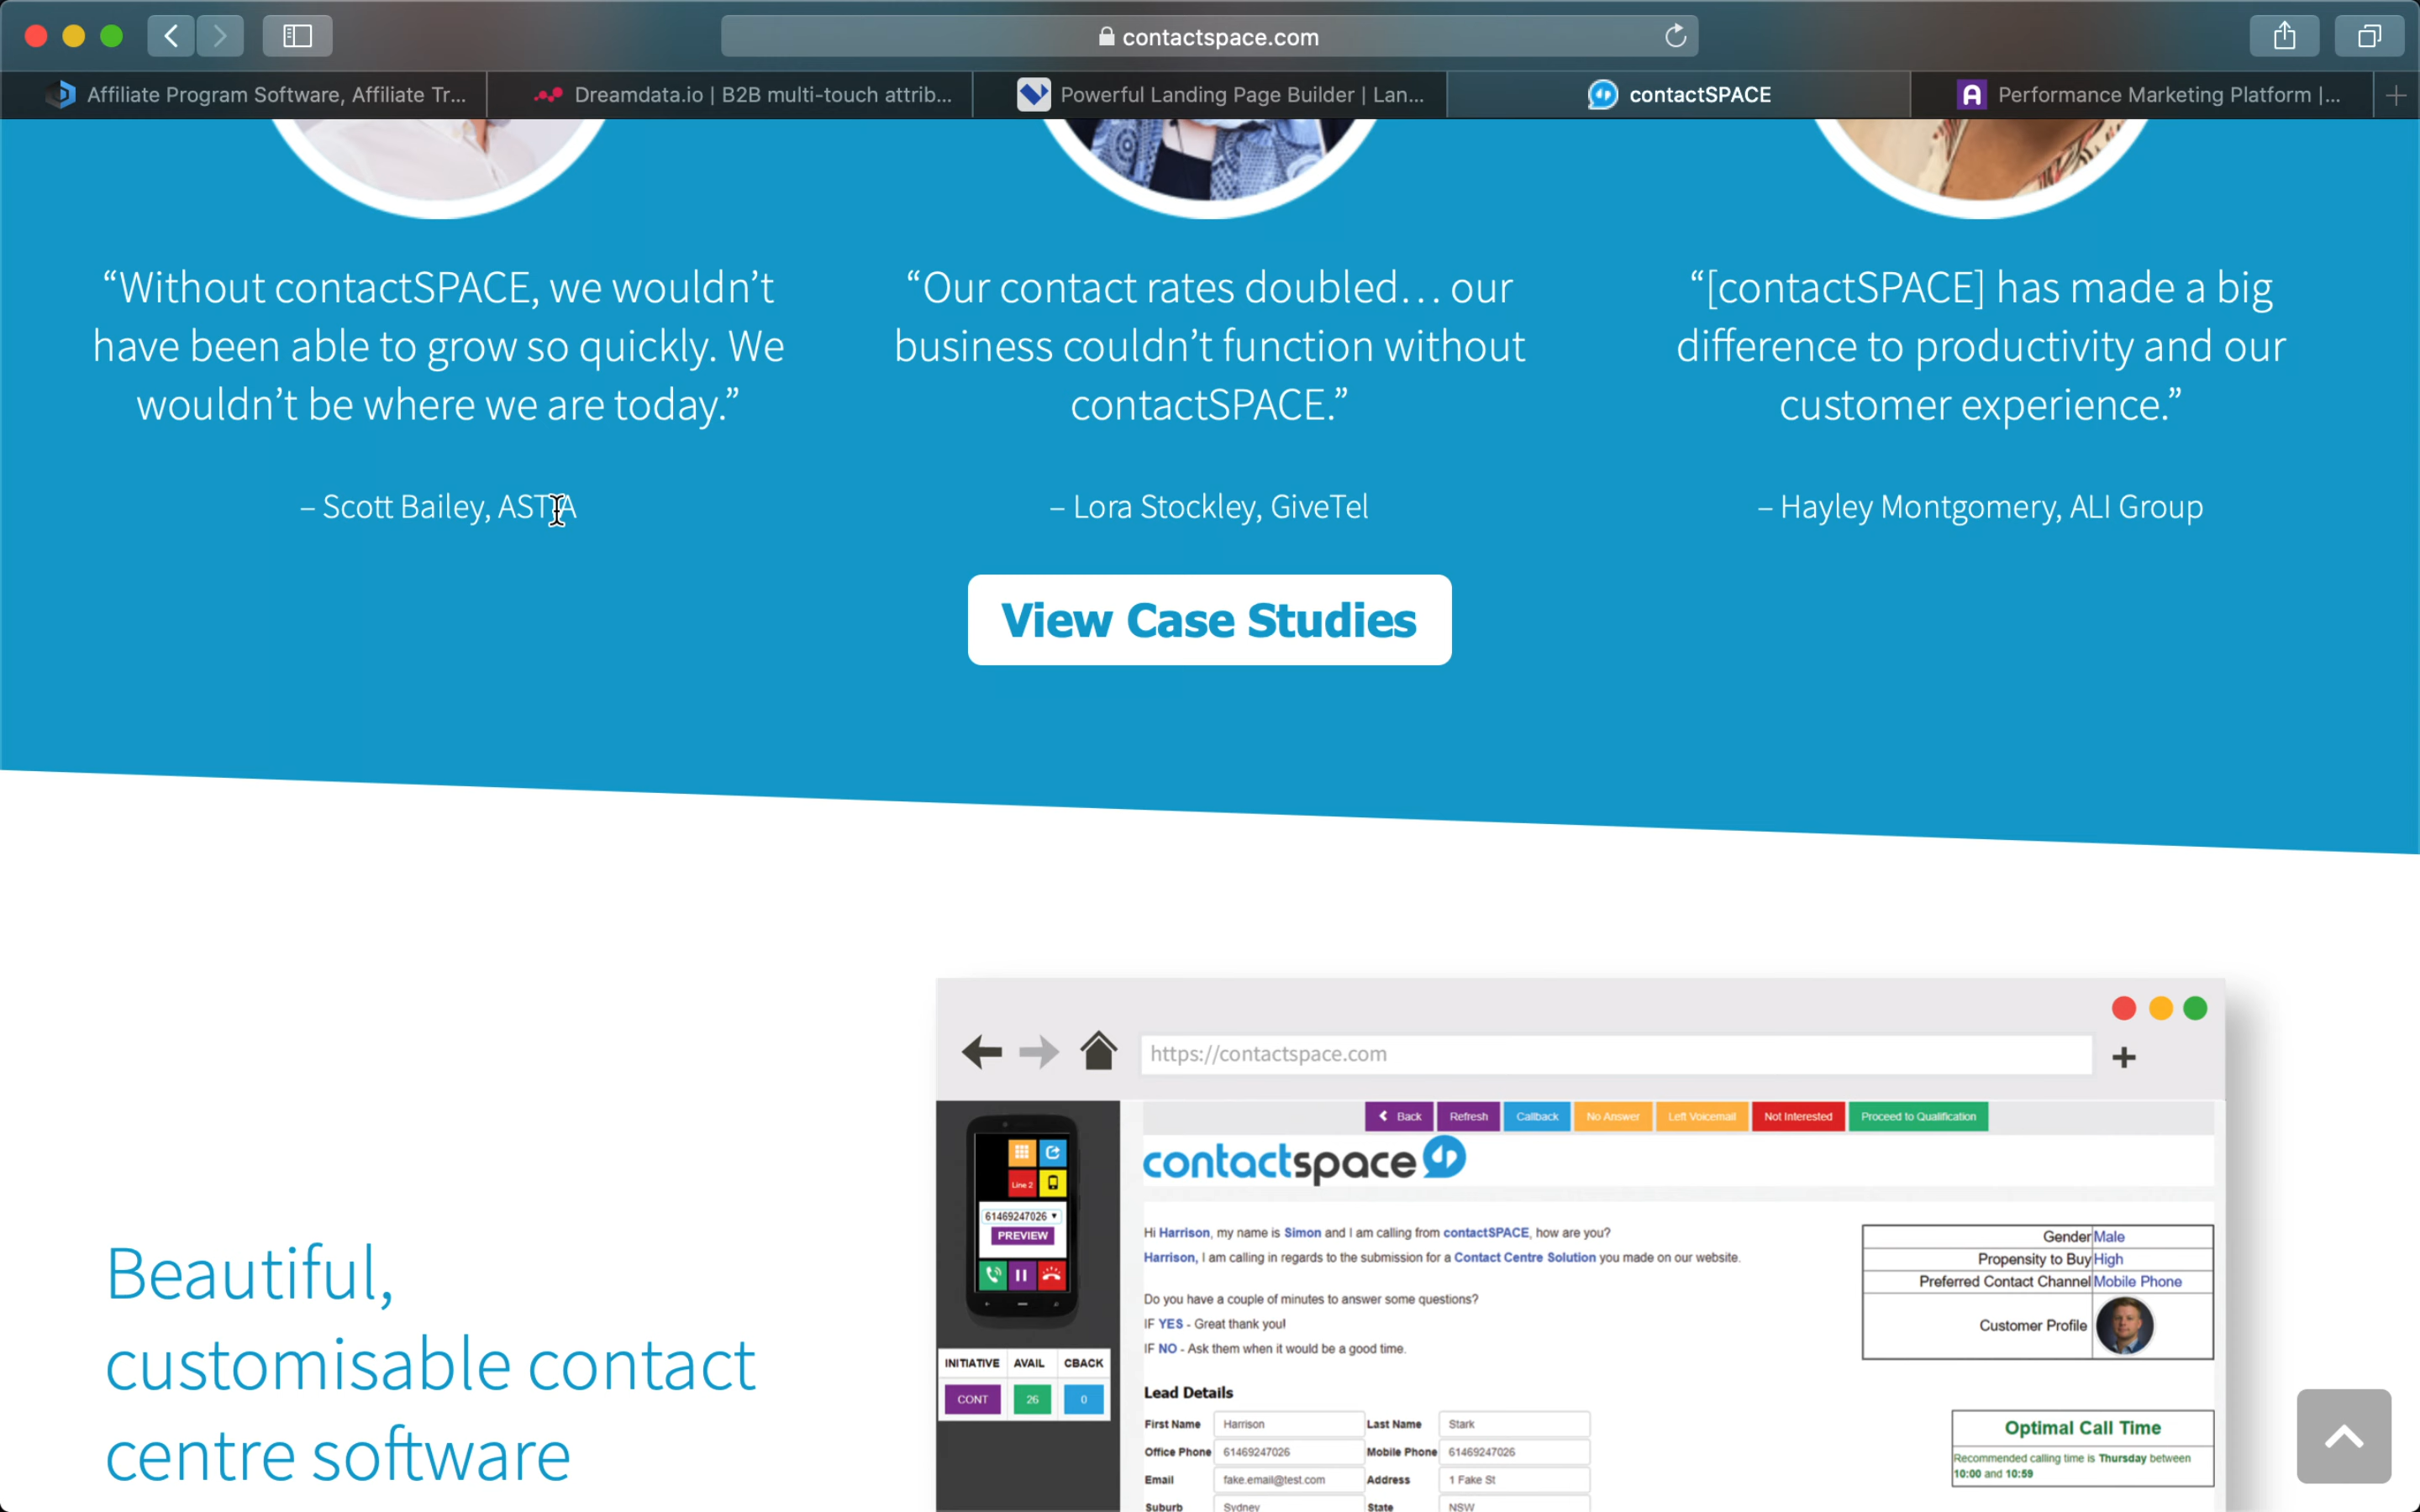 contactspace.com
Affiliate Program Software, Affiliate Tr...
Dreamdata.io | B2B multi-touch attrib...
Powerful Landing Page Builder | Lan...
contactSPACE
Performance Marketing Platform |...
“Without contactSPACE, we wouldn’t
have been able to grow so quickly. We
wouldn’t be where we are today.”
– Scott Bailey, ASTIA
“Our contact rates doubled… our
business couldn’t function without
contactSPACE.”
– Lora Stockley, GiveTel
“[contactSPACE] has made a big
difference to productivity and our
customer experience.”
– Hayley Montgomery, ALI Group
View Case Studies
Beautiful,
customisable contact
centre software
https://contactspace.com
Back Refresh Callback No Answer Left Voicemail Not Interested Proceed to Qualification
contactspace
Line 2
61469247026
PREVIEW
INITIATIVE AVAIL CBACK
CONT 26 0
Hi Harrison, my name is Simon and I am calling from contactSPACE, how are you?
Harrison, I am calling in regards to the submission for a Contact Centre Solution you made on our website.
Do you have a couple of minutes to answer some questions?
IF YES - Great thank you!
IF NO - Ask them when it would be a good time.
Gender Male
Propensity to Buy High
Preferred Contact Channel Mobile Phone
Customer Profile
Lead Details
First Name Harrison Last Name Stark
Office Phone 61469247026 Mobile Phone 61469247026
Email fake.email@test.com Address 1 Fake St
Suburb Sydney State NSW
Optimal Call Time
Recommended calling time is Thursday between
10:00 and 10:59